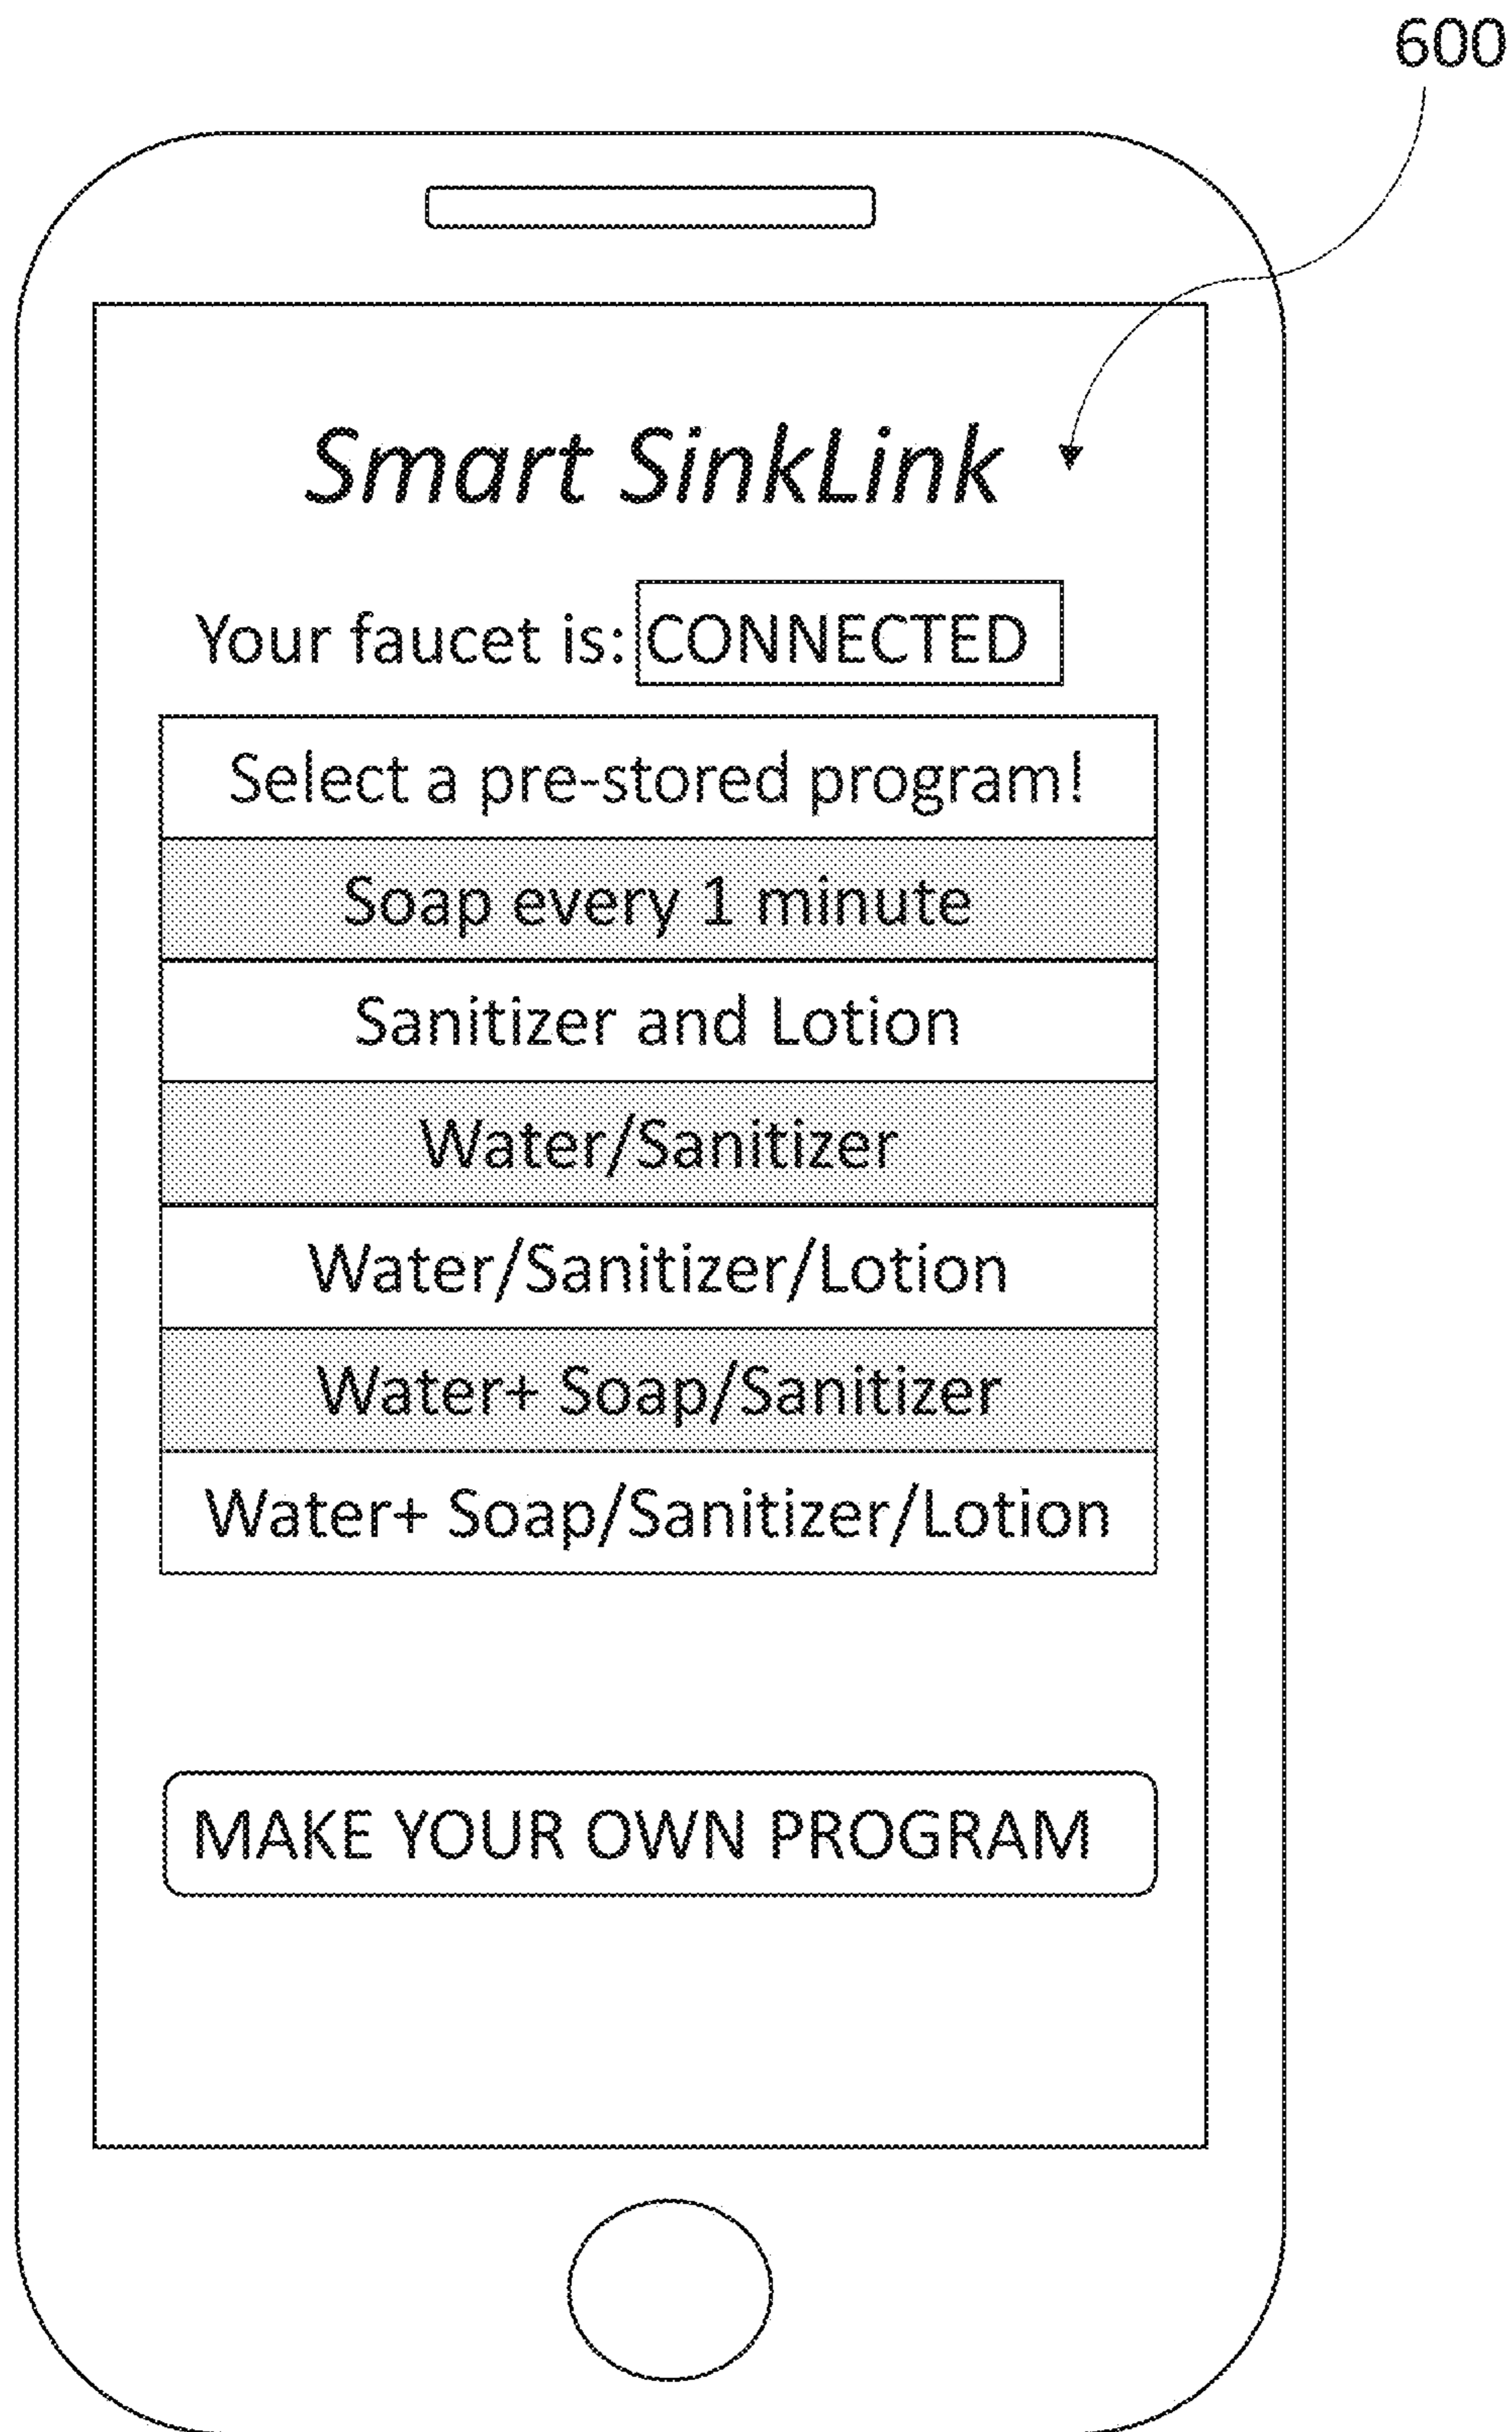 600
Smart SinkLink
Your faucet is: CONNECTED
Select a pre-stored program!
Soap every 1 minute
Sanitizer and Lotion
Water/Sanitizer
Water/Sanitizer/Lotion
Water+ Soap/Sanitizer
Water+ Soap/Sanitizer/Lotion
MAKE YOUR OWN PROGRAM